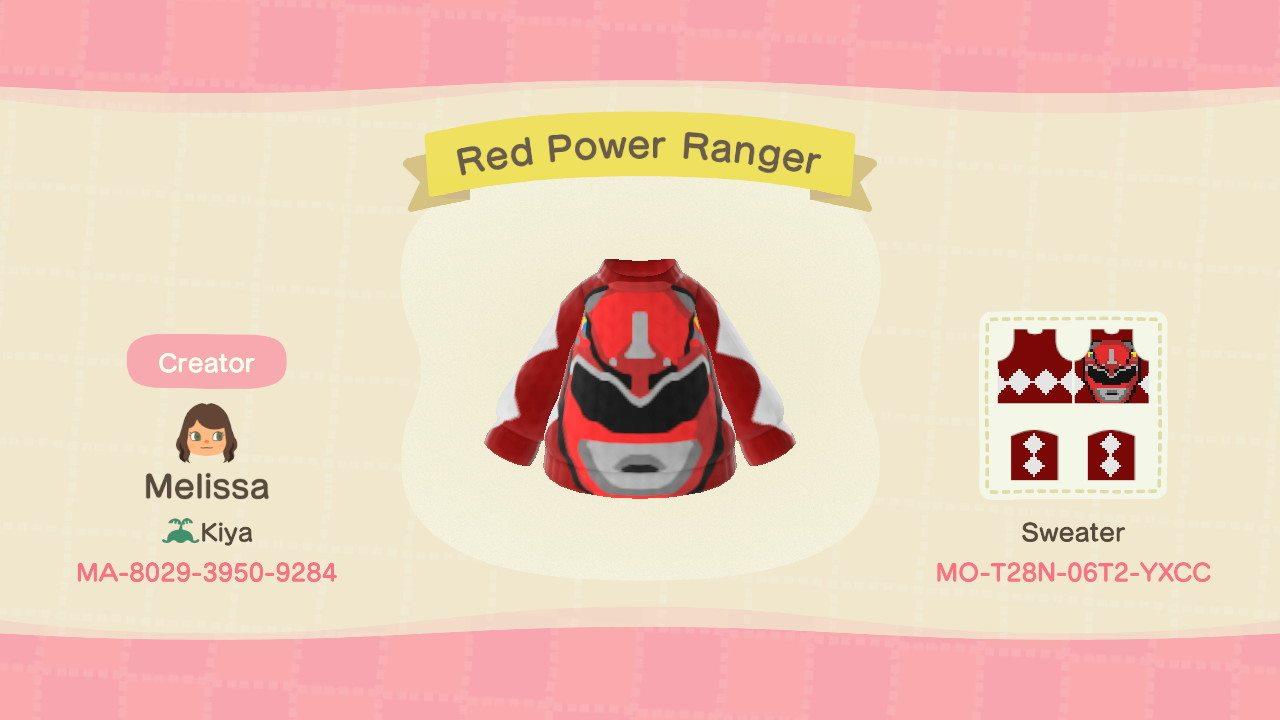 Red Power Ranger
Creator
Melissa
Kiya
MA-8029-3950-9284
Sweater
MO-T28N-06T2-YXCC